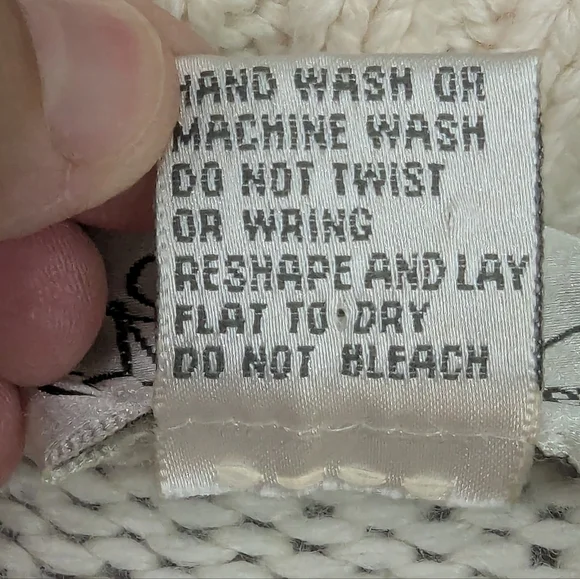 HAND WASH OR
MACHINE WASH
DO NOT TWIST
OR WRING
RESHAPE AND LAY
FLAT TO DRY
DO NOT BLEACH